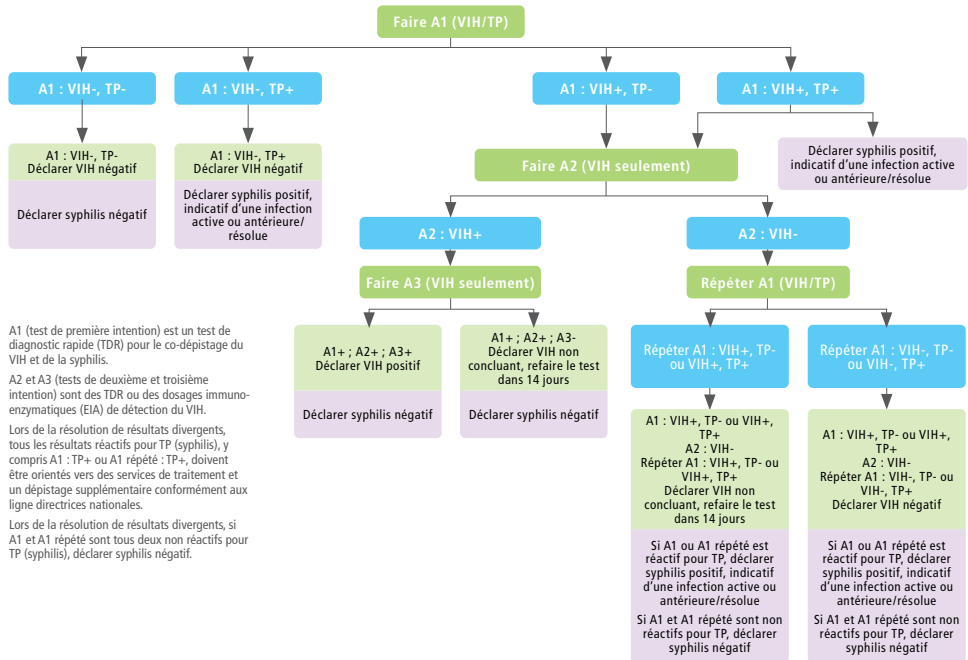 Faire A1 (VIH/TP)
A1 : VIH-, TP-
A1 : VIH-, TP+
A1 : VIH+, TP-
A1 : VIH+, TP+
A1 : VIH-, TP-
Déclarer VIH négatif
Déclarer syphilis négatif
A1 : VIH-, TP+
Déclarer VIH négatif
Déclarer syphilis positif,
indicatif d'une infection
active ou antérieure/
résolue
Faire A2 (VIH seulement)
Déclarer syphilis positif,
indicatif d'une infection active
ou antérieure/résolue
A2 : VIH+
A2 : VIH-
Faire A3 (VIH seulement)
Répéter A1 (VIH/TP)
A1+ ; A2+ ; A3+
Déclarer VIH positif
Déclarer syphilis négatif
A1+ ; A2+ ; A3-
Déclarer VIH non
concluant, refaire le test
dans 14 jours
Déclarer syphilis négatif
Répéter A1 : VIH+, TP-
ou VIH+, TP+
A1 : VIH+, TP- ou VIH+,
TP+
A2 : VIH-
Répéter A1 : VIH+, TP- ou
VIH+, TP+
Déclarer VIH non
concluant, refaire le test
dans 14 jours
Si A1 ou A1 répété est
réactif pour TP, déclarer
syphilis positif, indicatif
d'une infection active ou
antérieure/résolue
Si A1 et A1 répété sont non
réactifs pour TP, déclarer
syphilis négatif
Répéter A1 : VIH-, TP-
ou VIH-, TP+
A1 : VIH+, TP- ou VIH+,
TP+
A2 : VIH-
Répéter A1 : VIH-, TP- ou
VIH-, TP+
Déclarer VIH négatif
Si A1 ou A1 répété est
réactif pour TP, déclarer
syphilis positif, indicatif
d'une infection active ou
antérieure/résolue
Si A1 et A1 répété sont non
réactifs pour TP, déclarer
syphilis négatif
A1 (test de première intention) est un test de
diagnostic rapide (TDR) pour le co-dépistage du
VIH et de la syphilis.
A2 et A3 (tests de deuxième et troisième
intention) sont des TDR ou des dosages immuno-
enzymatiques (EIA) de détection du VIH.
Lors de la résolution de résultats divergents,
tous les résultats réactifs pour TP (syphilis), y
compris A1 : TP+ ou A1 répété : TP+, doivent
être orientés vers des services de traitement et
un dépistage supplémentaire conformément aux
ligne directrices nationales.
Lors de la résolution de résultats divergents, si
A1 et A1 répété sont tous deux non réactifs pour
TP (syphilis), déclarer syphilis négatif.